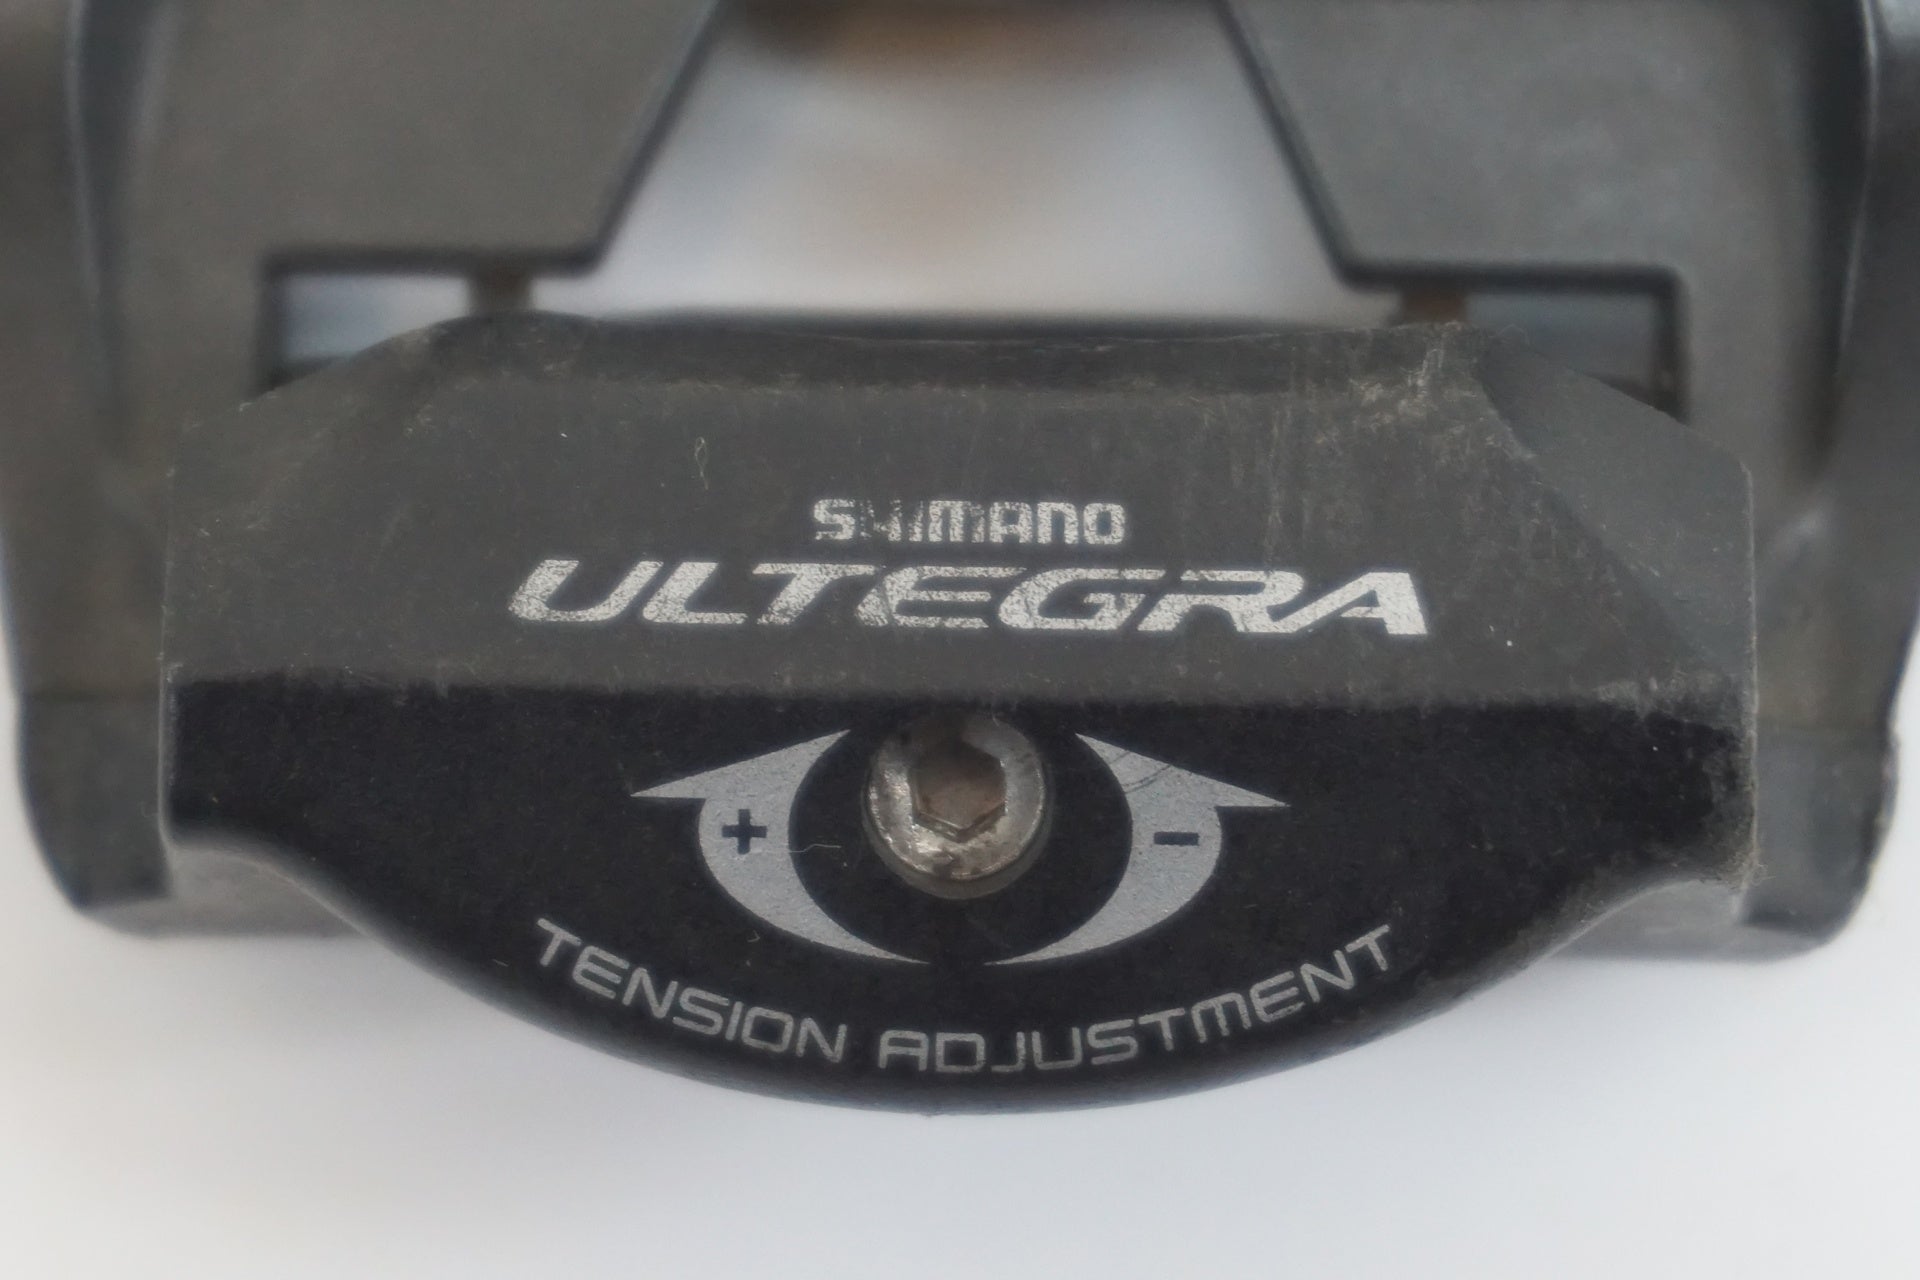 SHIMANO
ULTEGRA
+ -
TENSION ADJUSTMENT